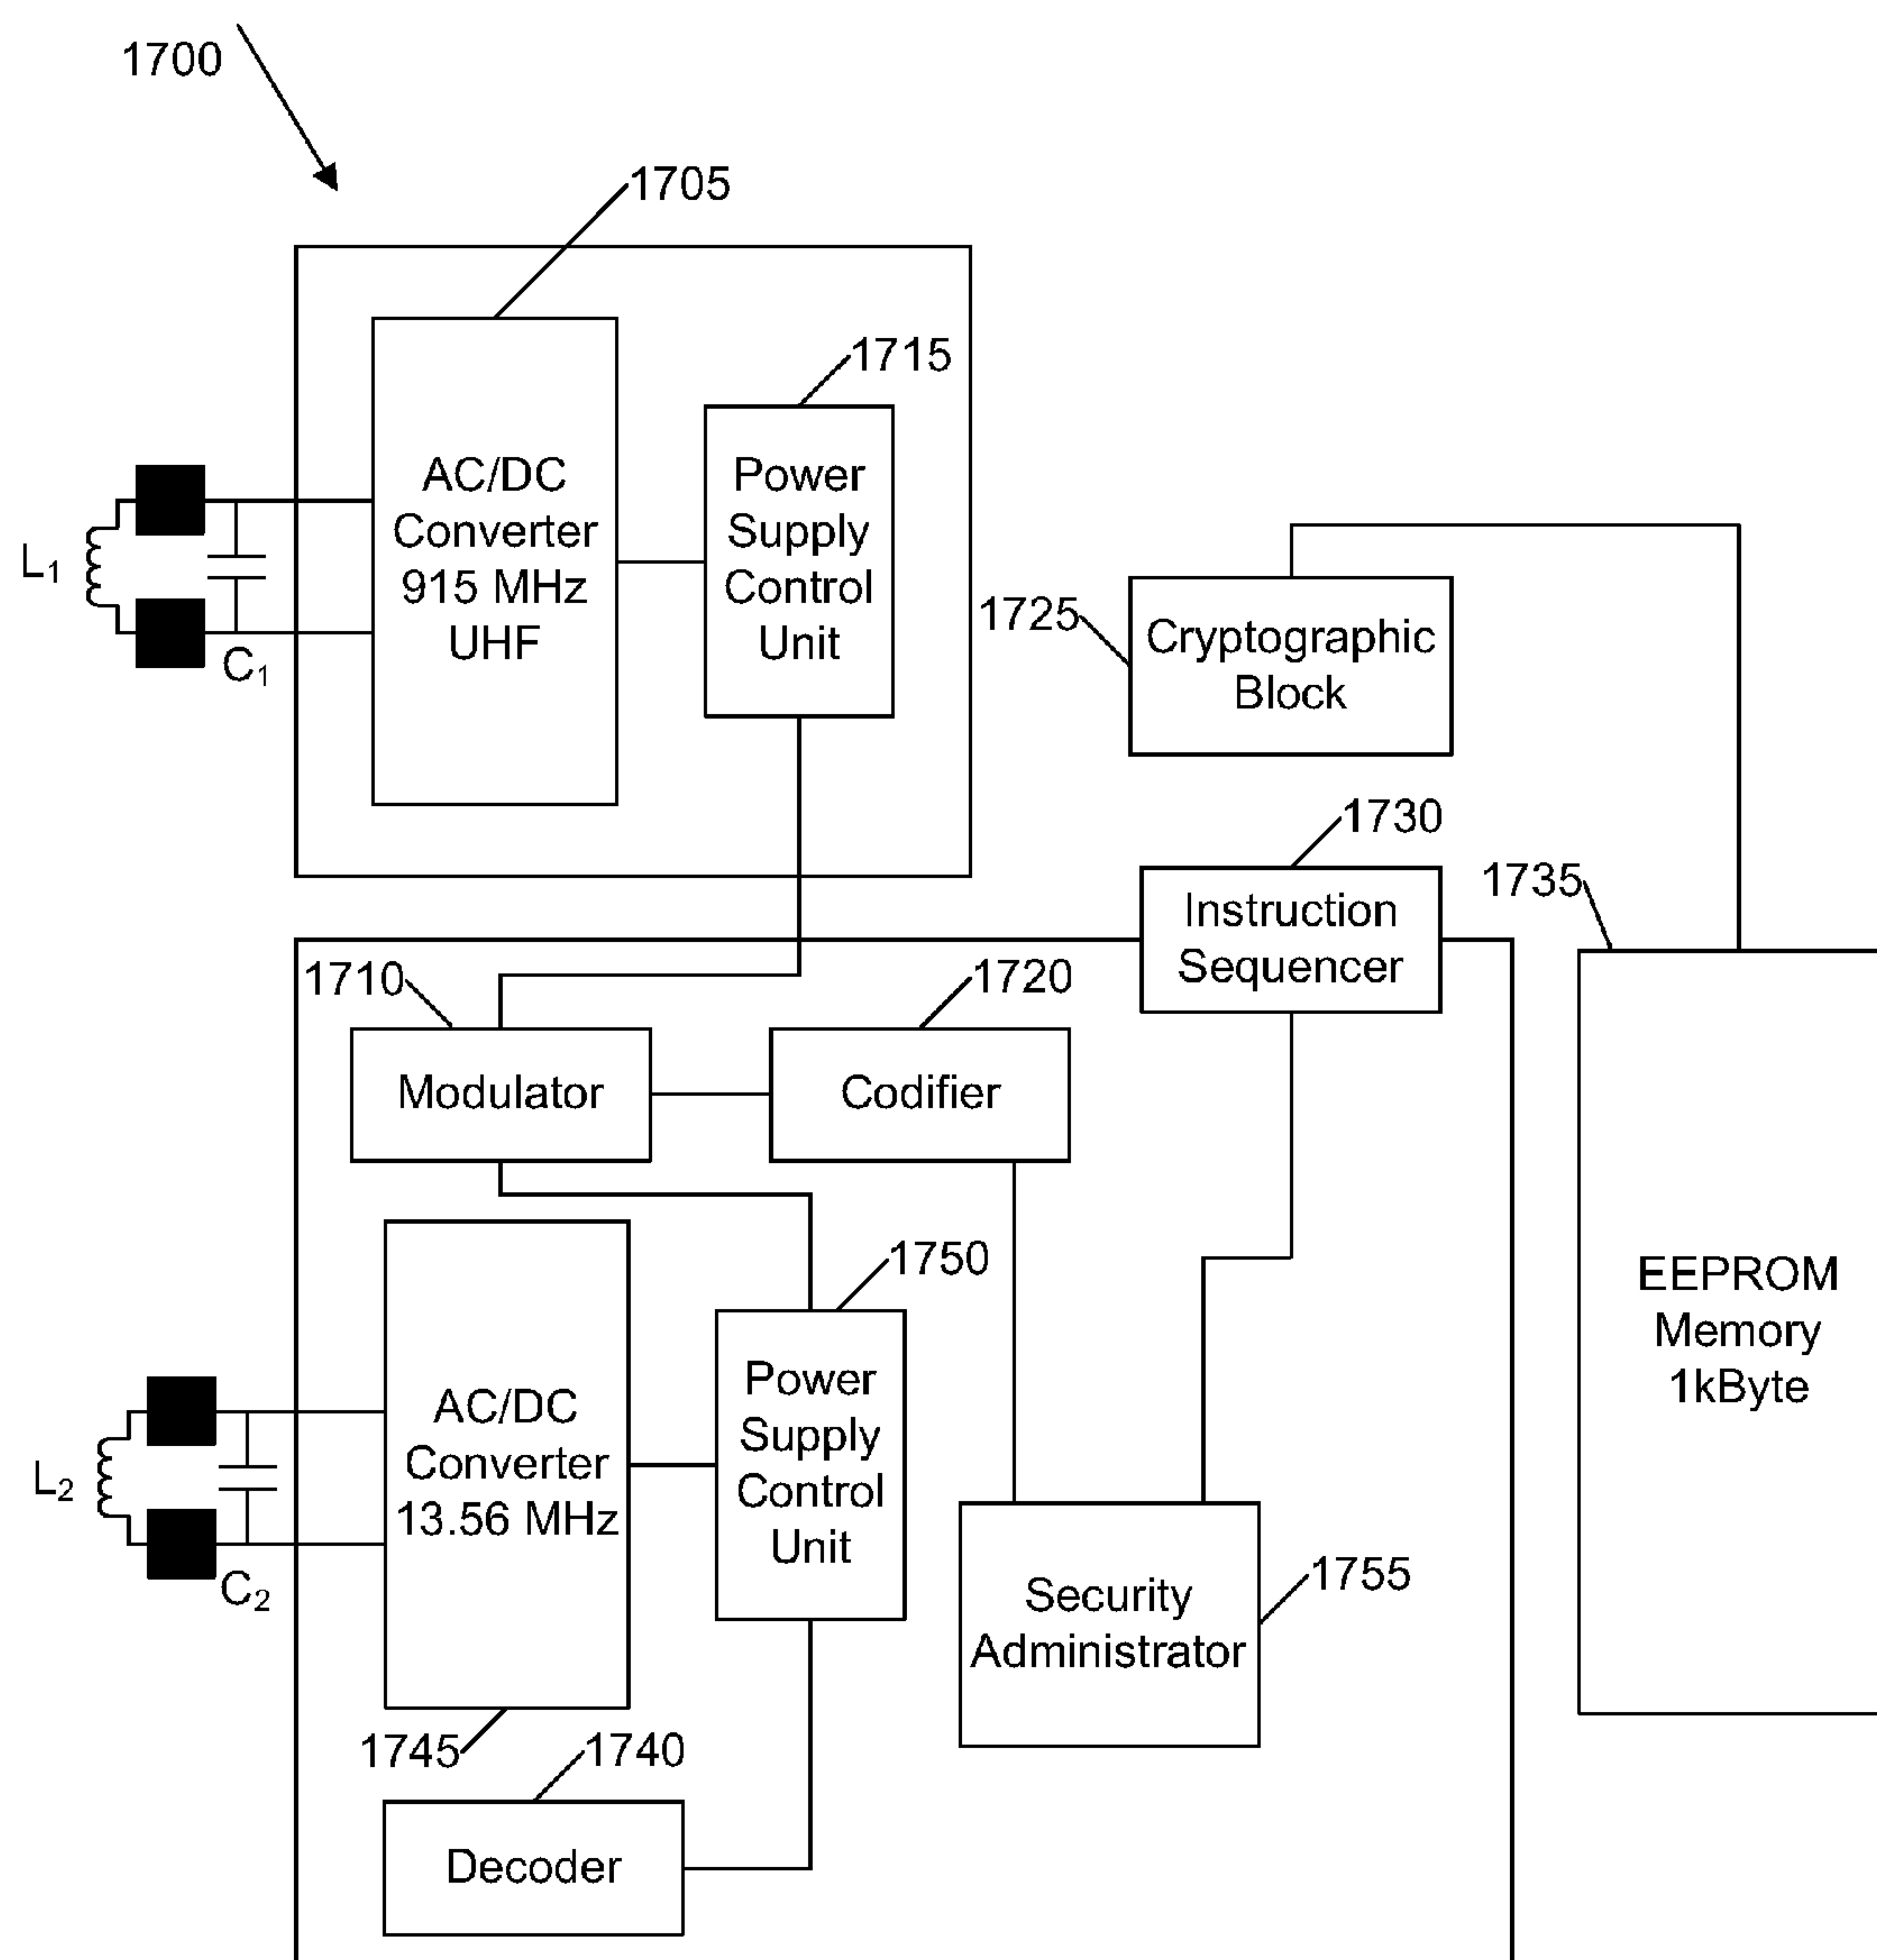 1700
1705
1715
AC/DC
Converter
915 MHz
UHF
Power
Supply
Control
Unit
L1
C1
1725
Cryptographic
Block
1730
1735
Instruction
Sequencer
1710
1720
Modulator
Codifier
1750
EEPROM
Memory
1kByte
AC/DC
Converter
13.56 MHz
Power
Supply
Control
Unit
L2
C2
1755
Security
Administrator
1745
1740
Decoder